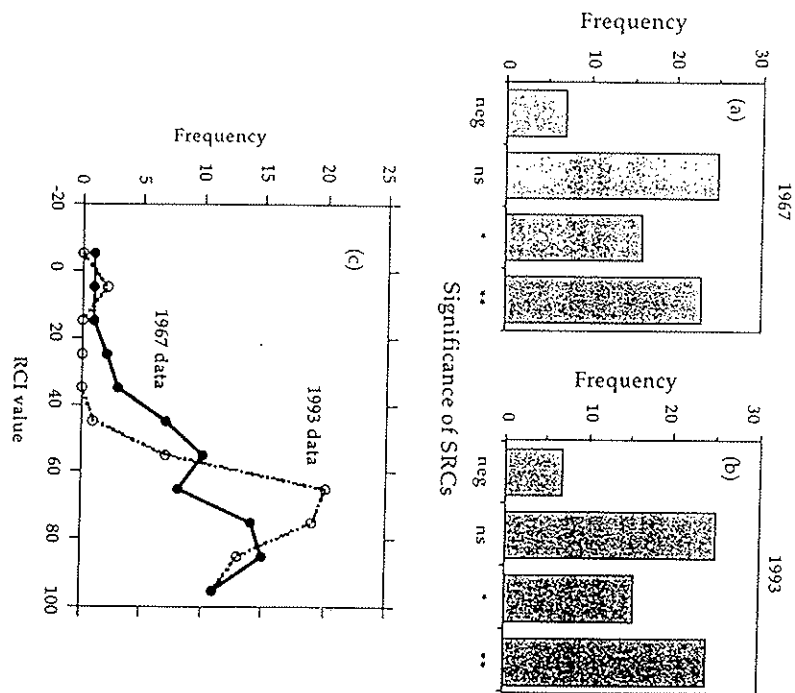 1967
(a)
Frequency
30
20
10
0
neg ns * **
1993
(b)
Frequency
30
20
10
0
neg ns * **
Significance of SRCs
(c)
Frequency
25
20
15
10
5
0
1993 data
1967 data
-20 0 20 40 60 80 100
RCI value